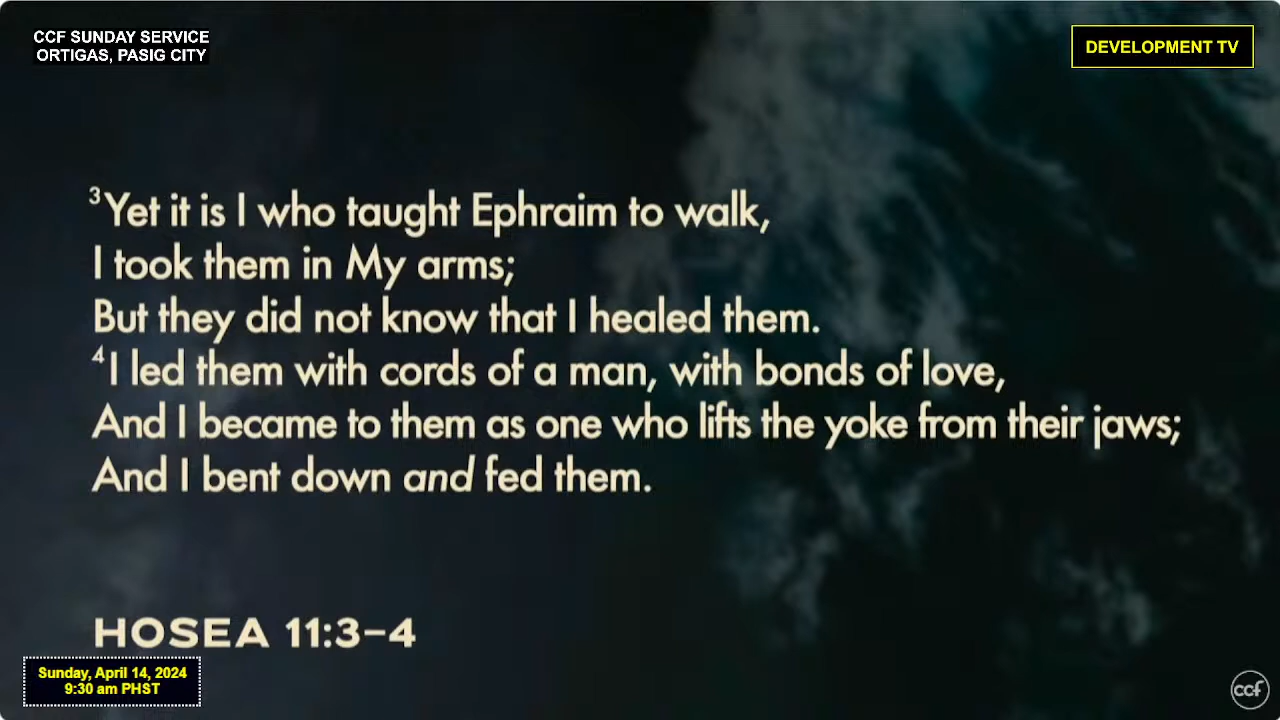 CCF SUNDAY SERVICE
ORTIGAS, PASIG CITY
DEVELOPMENT TV
3Yet it is I who taught Ephraim to walk,
I took them in My arms;
But they did not know that I healed them.
4I led them with cords of a man, with bonds of love,
And I became to them as one who lifts the yoke from their jaws;
And I bent down and fed them.
HOSEA 11:3–4
Sunday, April 14, 2024
9:30 am PHST
ccf